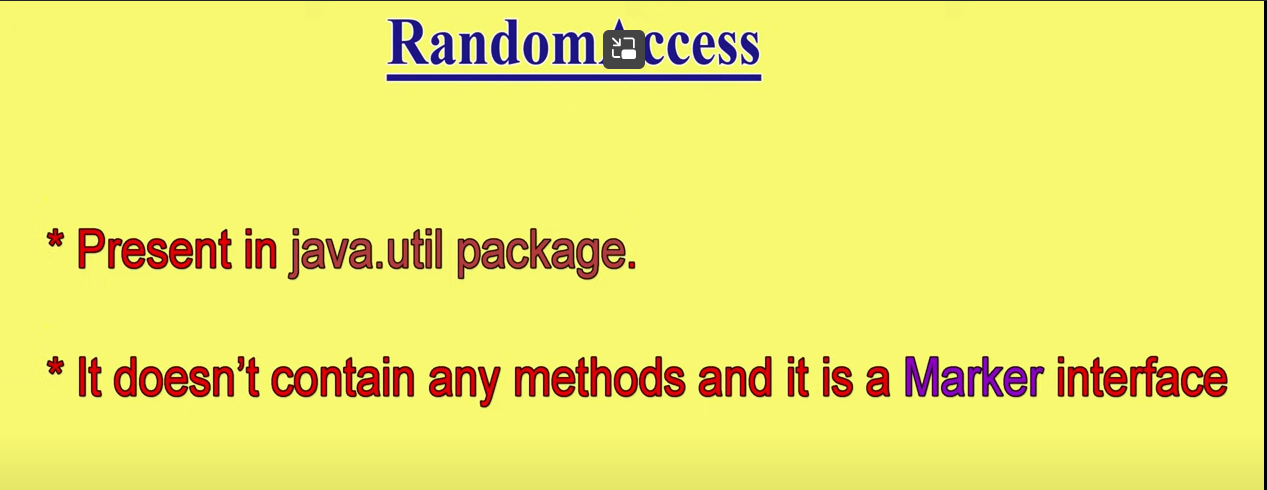 RandomAccess
* Present in java.util package.
* It doesn't contain any methods and it is a Marker interface